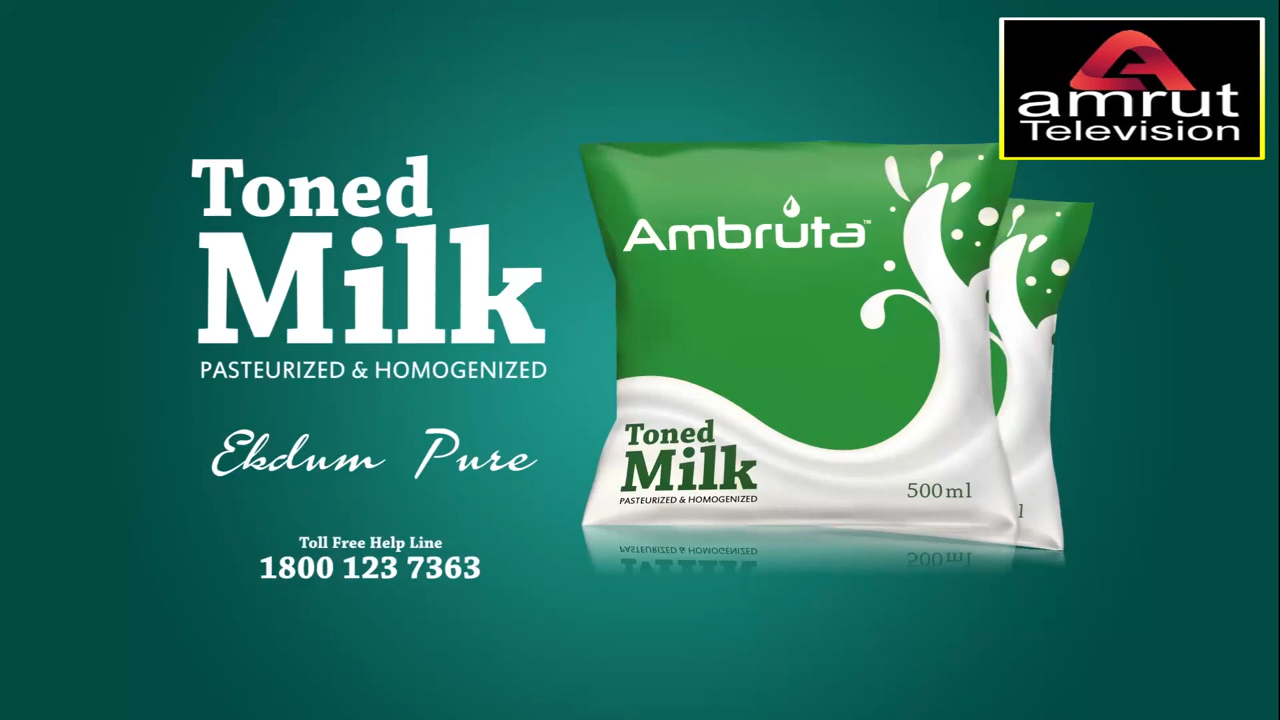 Toned
Milk
PASTEURIZED & HOMOGENIZED
Ekdum Pure
Toll Free Help Line
1800 123 7363
Ambruta™
Toned
Milk
PASTEURIZED & HOMOGENIZED
500ml
l
amrut
Television